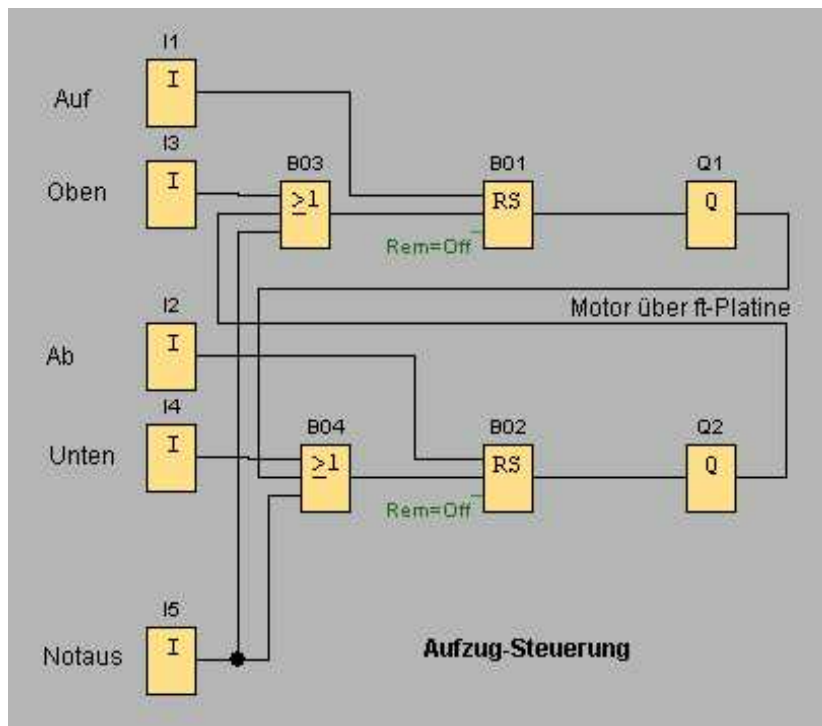 I1
I
Auf
I3
I
Oben
B03
≥1
B01
RS
Q1
Q
Rem=Off
Motor über ft-Platine
I2
I
Ab
I4
I
Unten
B04
≥1
B02
RS
Q2
Q
Rem=Off
I5
I
Notaus
Aufzug-Steuerung